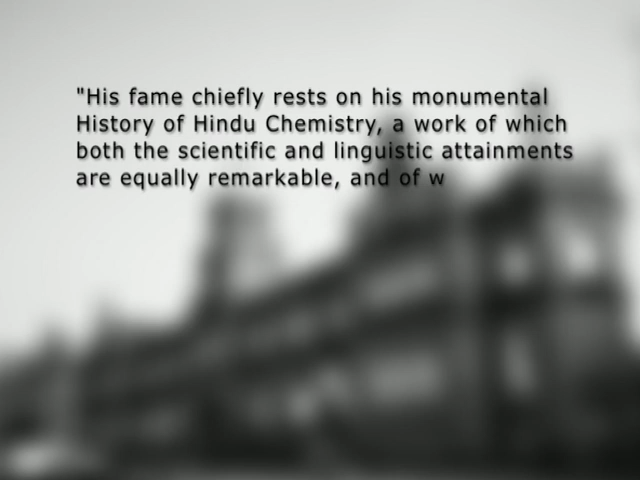 "His fame chiefly rests on his monumental
History of Hindu Chemistry, a work of which
both the scientific and linguistic attainments
are equally remarkable, and of w